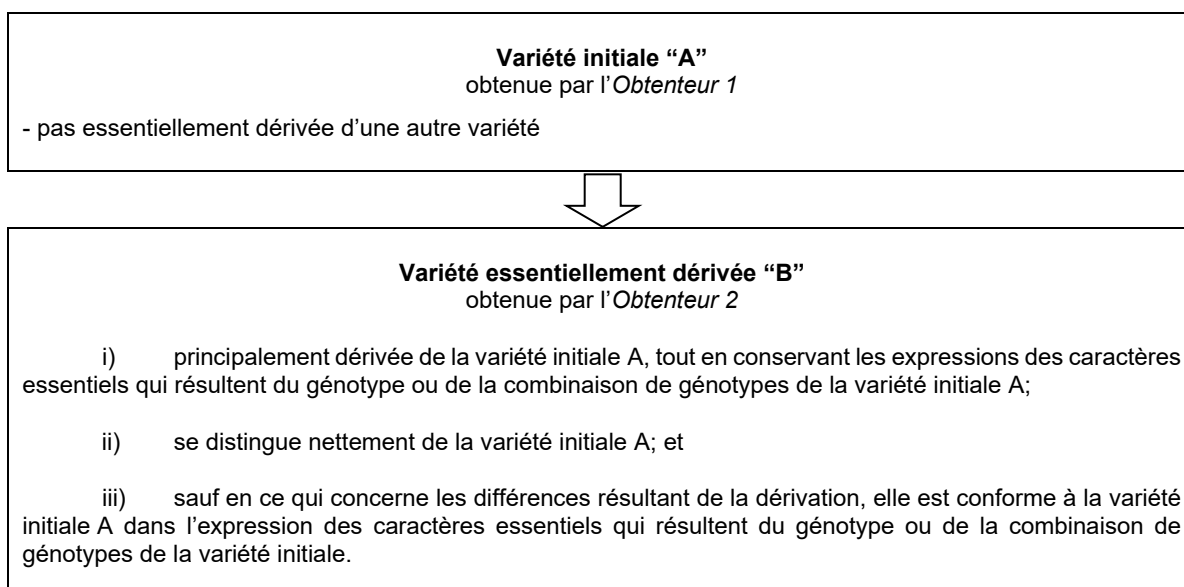 Variété initiale “A”
obtenue par l’Obtenteur 1
- pas essentiellement dérivée d’une autre variété
Variété essentiellement dérivée “B”
obtenue par l’Obtenteur 2
i) principalement dérivée de la variété initiale A, tout en conservant les expressions des caractères
essentiels qui résultent du génotype ou de la combinaison de génotypes de la variété initiale A;
ii) se distingue nettement de la variété initiale A; et
iii) sauf en ce qui concerne les différences résultant de la dérivation, elle est conforme à la variété
initiale A dans l’expression des caractères essentiels qui résultent du génotype ou de la combinaison de
génotypes de la variété initiale.